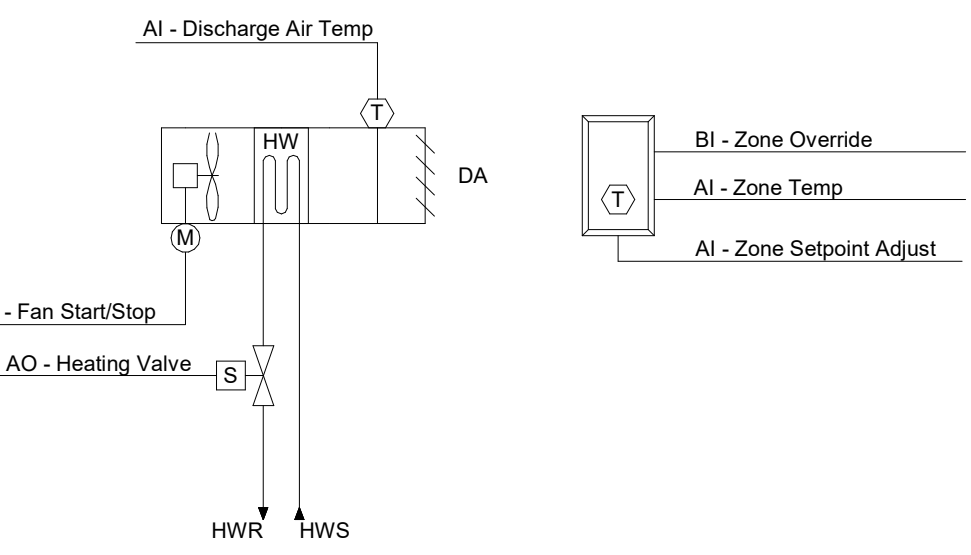 AI - Discharge Air Temp
T
HW
DA
M
- Fan Start/Stop
AO - Heating Valve
S
HWR
HWS
BI - Zone Override
AI - Zone Temp
T
AI - Zone Setpoint Adjust